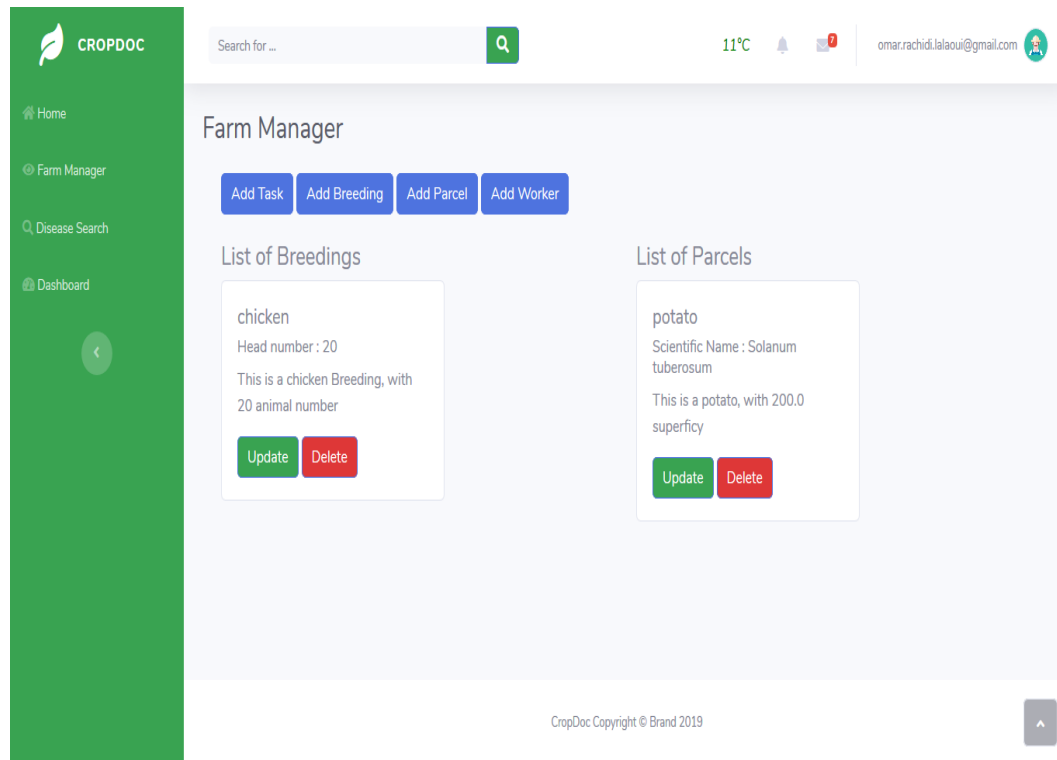 CROPDOC
Search for ...
11°C
7
omar.rachidi.lalaoui@gmail.com
Home
Farm Manager
Disease Search
Dashboard
Farm Manager
Add Task
Add Breeding
Add Parcel
Add Worker
List of Breedings
chicken
Head number : 20
This is a chicken Breeding, with
20 animal number
Update
Delete
List of Parcels
potato
Scientific Name : Solanum
tuberosum
This is a potato, with 200.0
superficy
Update
Delete
CropDoc Copyright © Brand 2019